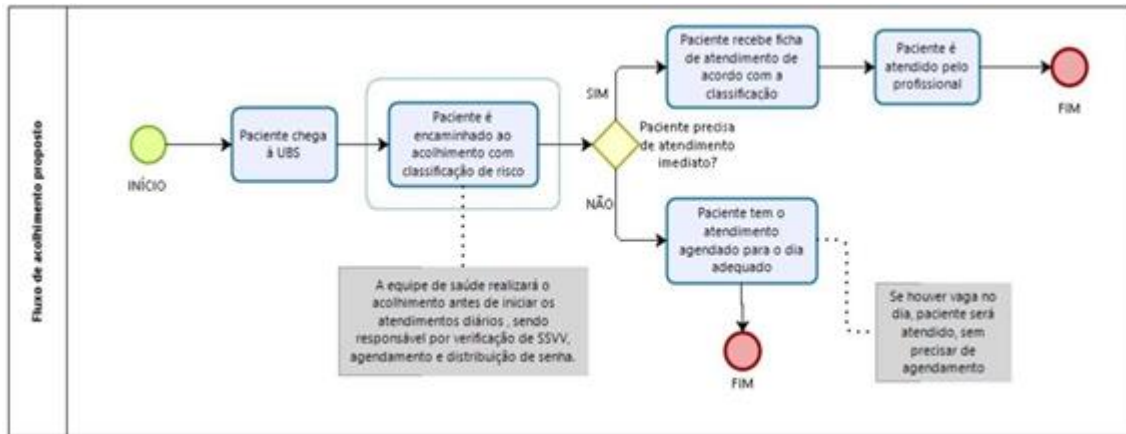 Fluxo de acolhimento proposto
INÍCIO
Paciente chega
à UBS
Paciente é
encaminhado ao
acolhimento com
classificação de risco
A equipe de saúde realizará o
acolhimento antes de iniciar os
atendimentos diários , sendo
responsável por verificação de SSVV,
agendamento e distribuição de senha.
Paciente precisa
de atendimento
imediato?
SIM
Paciente recebe ficha
de atendimento de
acordo com a
classificação
Paciente é
atendido pelo
profissional
FIM
NÃO
Paciente tem o
atendimento
agendado para o dia
adequado
Se houver vaga no
dia, paciente será
atendido, sem
precisar de
agendamento
FIM